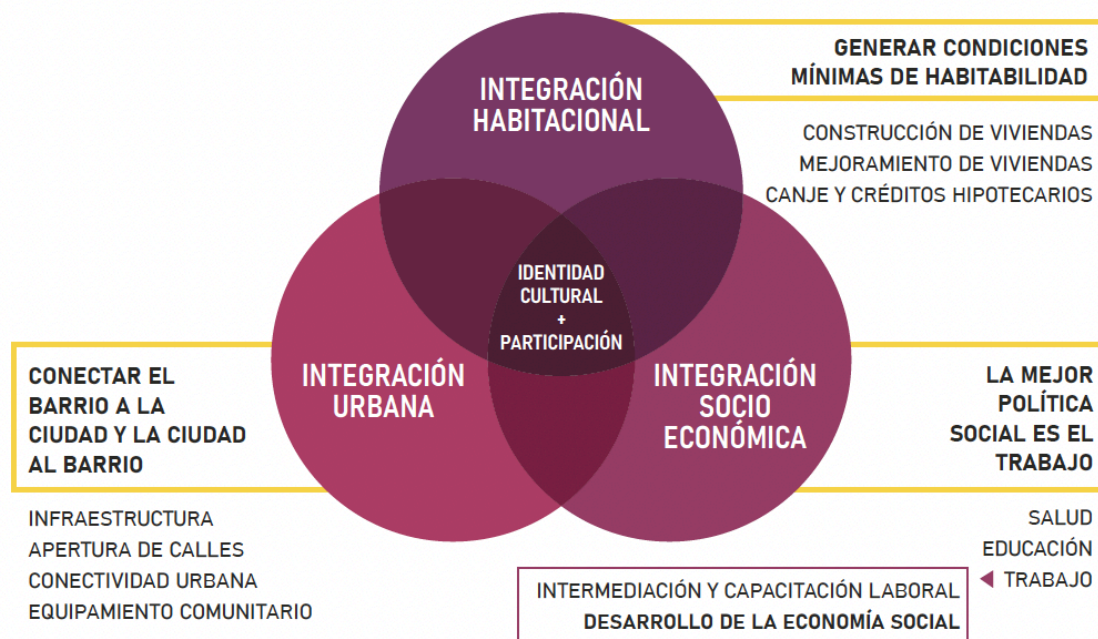 INTEGRACIÓN
HABITACIONAL
GENERAR CONDICIONES
MÍNIMAS DE HABITABILIDAD
CONSTRUCCIÓN DE VIVIENDAS
MEJORAMIENTO DE VIVIENDAS
CANJE Y CRÉDITOS HIPOTECARIOS
IDENTIDAD
CULTURAL
+
PARTICIPACIÓN
CONECTAR EL
BARRIO A LA
CIUDAD Y LA CIUDAD
AL BARRIO
INTEGRACIÓN
URBANA
INTEGRACIÓN
SOCIO
ECONÓMICA
LA MEJOR
POLÍTICA
SOCIAL ES EL
TRABAJO
INFRAESTRUCTURA
APERTURA DE CALLES
CONECTIVIDAD URBANA
EQUIPAMIENTO COMUNITARIO
SALUD
EDUCACIÓN
TRABAJO
INTERMEDIACIÓN Y CAPACITACIÓN LABORAL
DESARROLLO DE LA ECONOMÍA SOCIAL